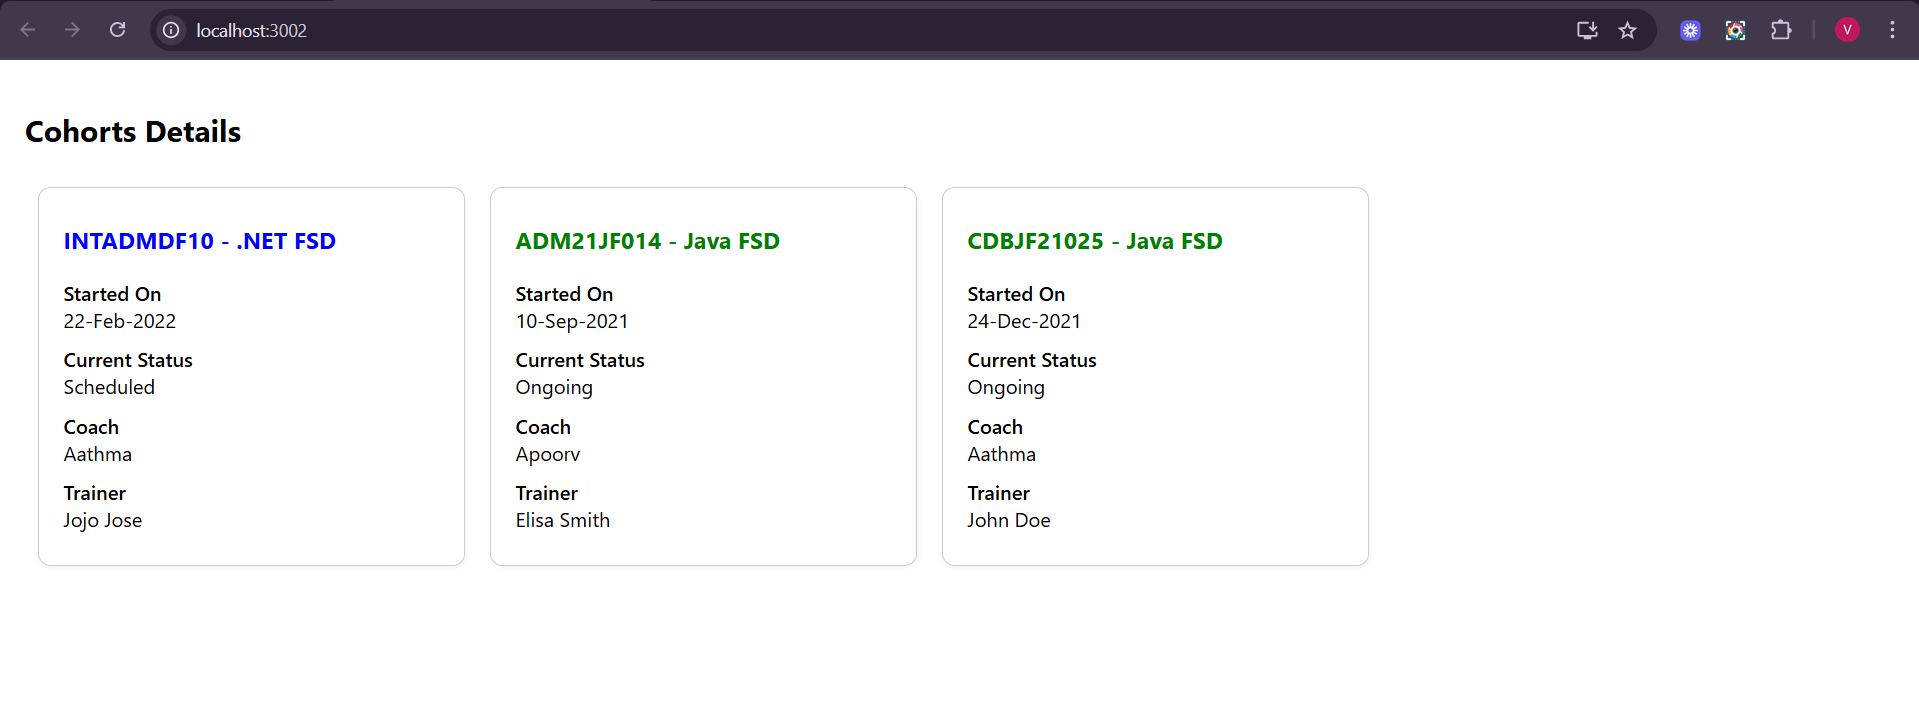 localhost:3002
V
Cohorts Details
INTADMDF10 - .NET FSD
Started On
22-Feb-2022
Current Status
Scheduled
Coach
Aathma
Trainer
Jojo Jose
ADM21JF014 - Java FSD
Started On
10-Sep-2021
Current Status
Ongoing
Coach
Apoorv
Trainer
Elisa Smith
CDBJF21025 - Java FSD
Started On
24-Dec-2021
Current Status
Ongoing
Coach
Aathma
Trainer
John Doe